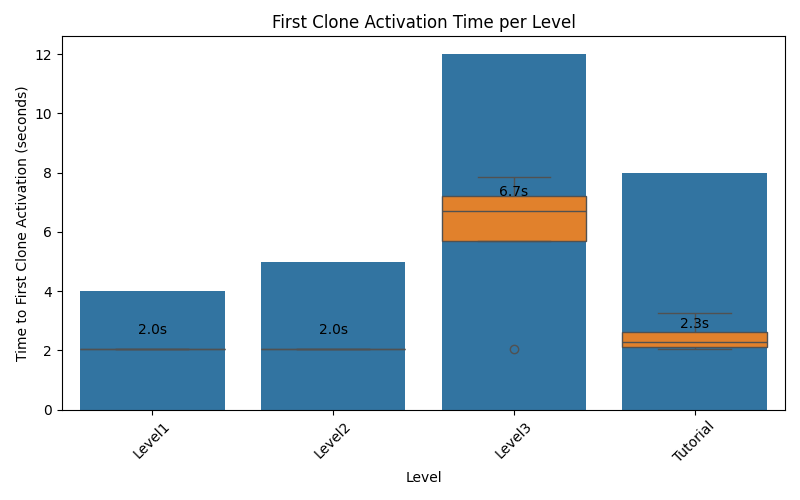 First Clone Activation Time per Level
Time to First Clone Activation (seconds)
12
10
8
6
4
2
0
2.0s
2.0s
6.7s
2.3s
Level1
Level2
Level3
Tutorial
Level